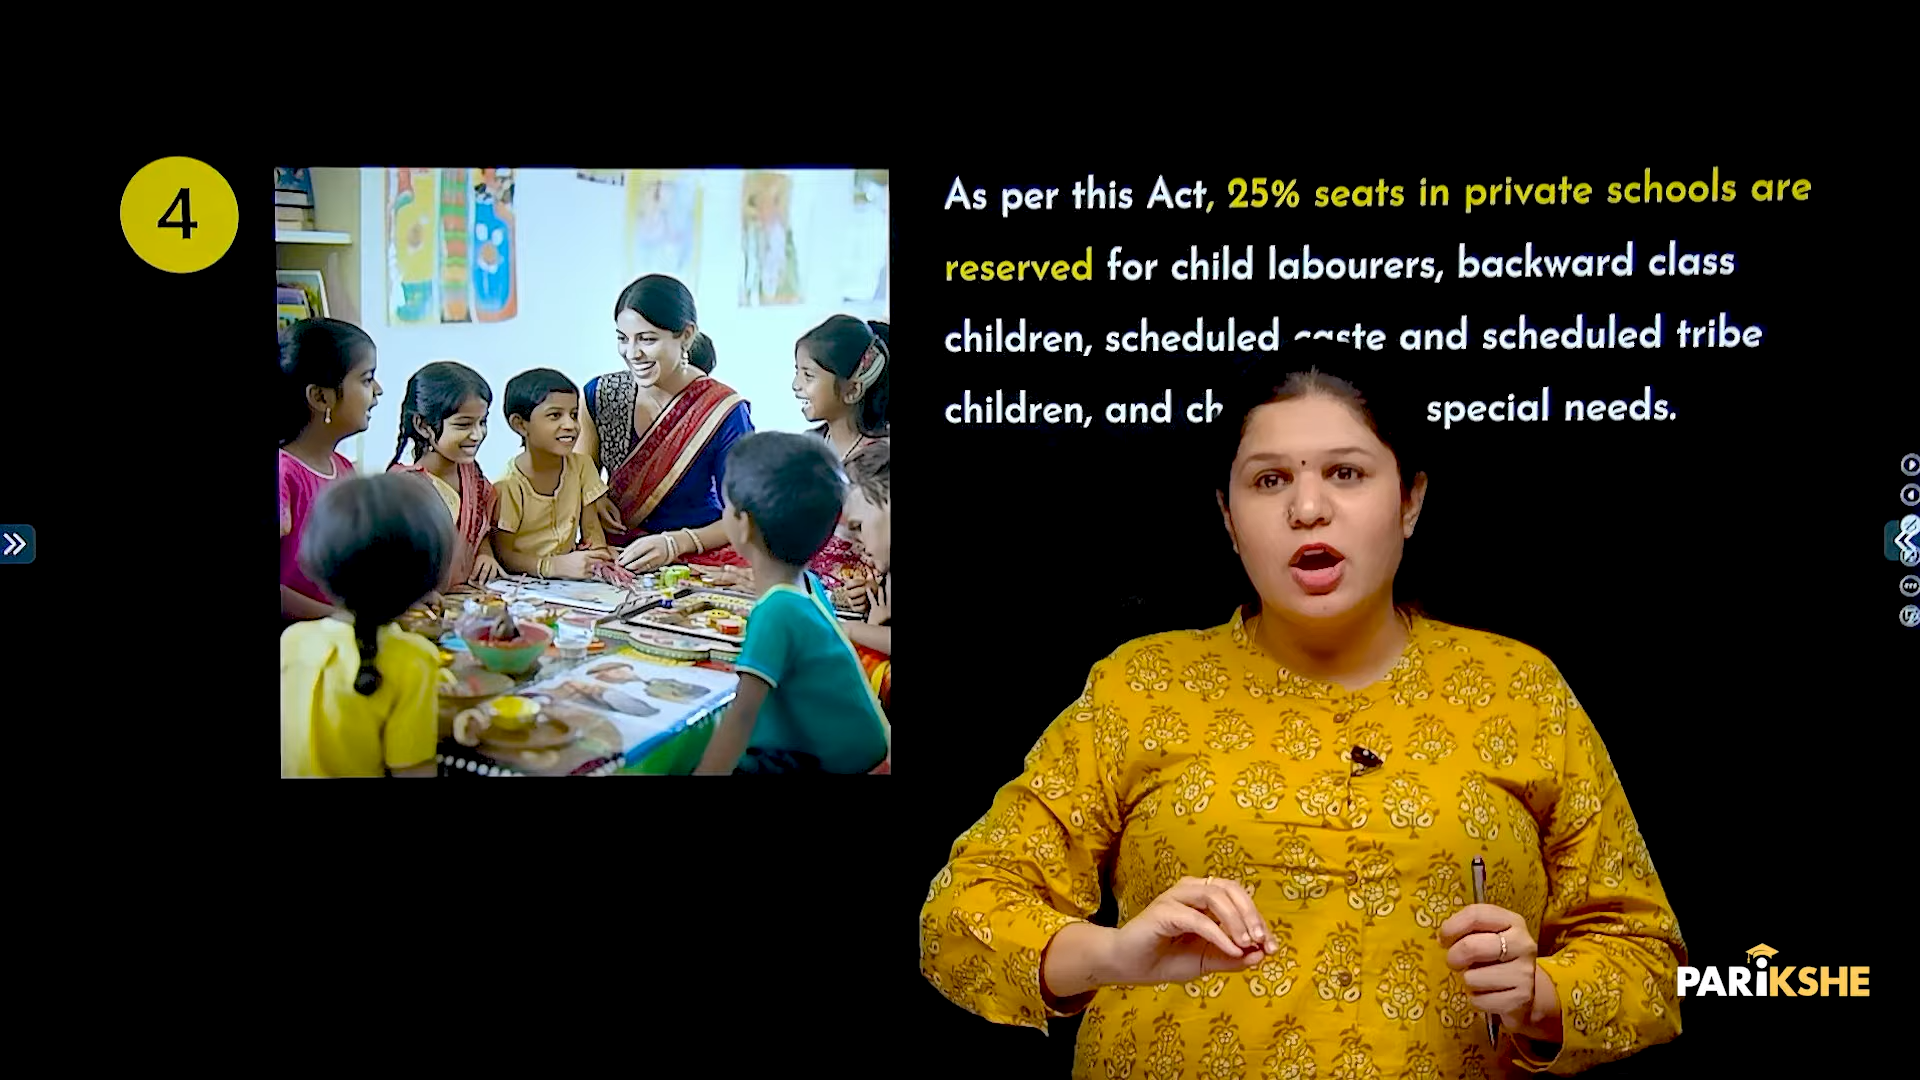 4
As per this Act, 25% seats in private schools are
reserved for child labourers, backward class
children, scheduled caste and scheduled tribe
children, and ch special needs.
PARiKSHE